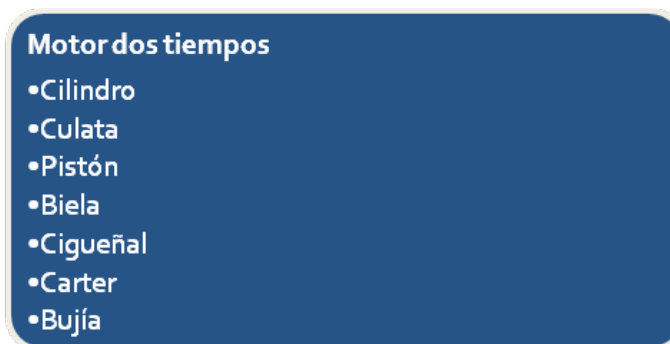 Motor dos tiempos
•Cilindro
•Culata
•Pistón
•Biela
•Cigueñal
•Carter
•Bujía